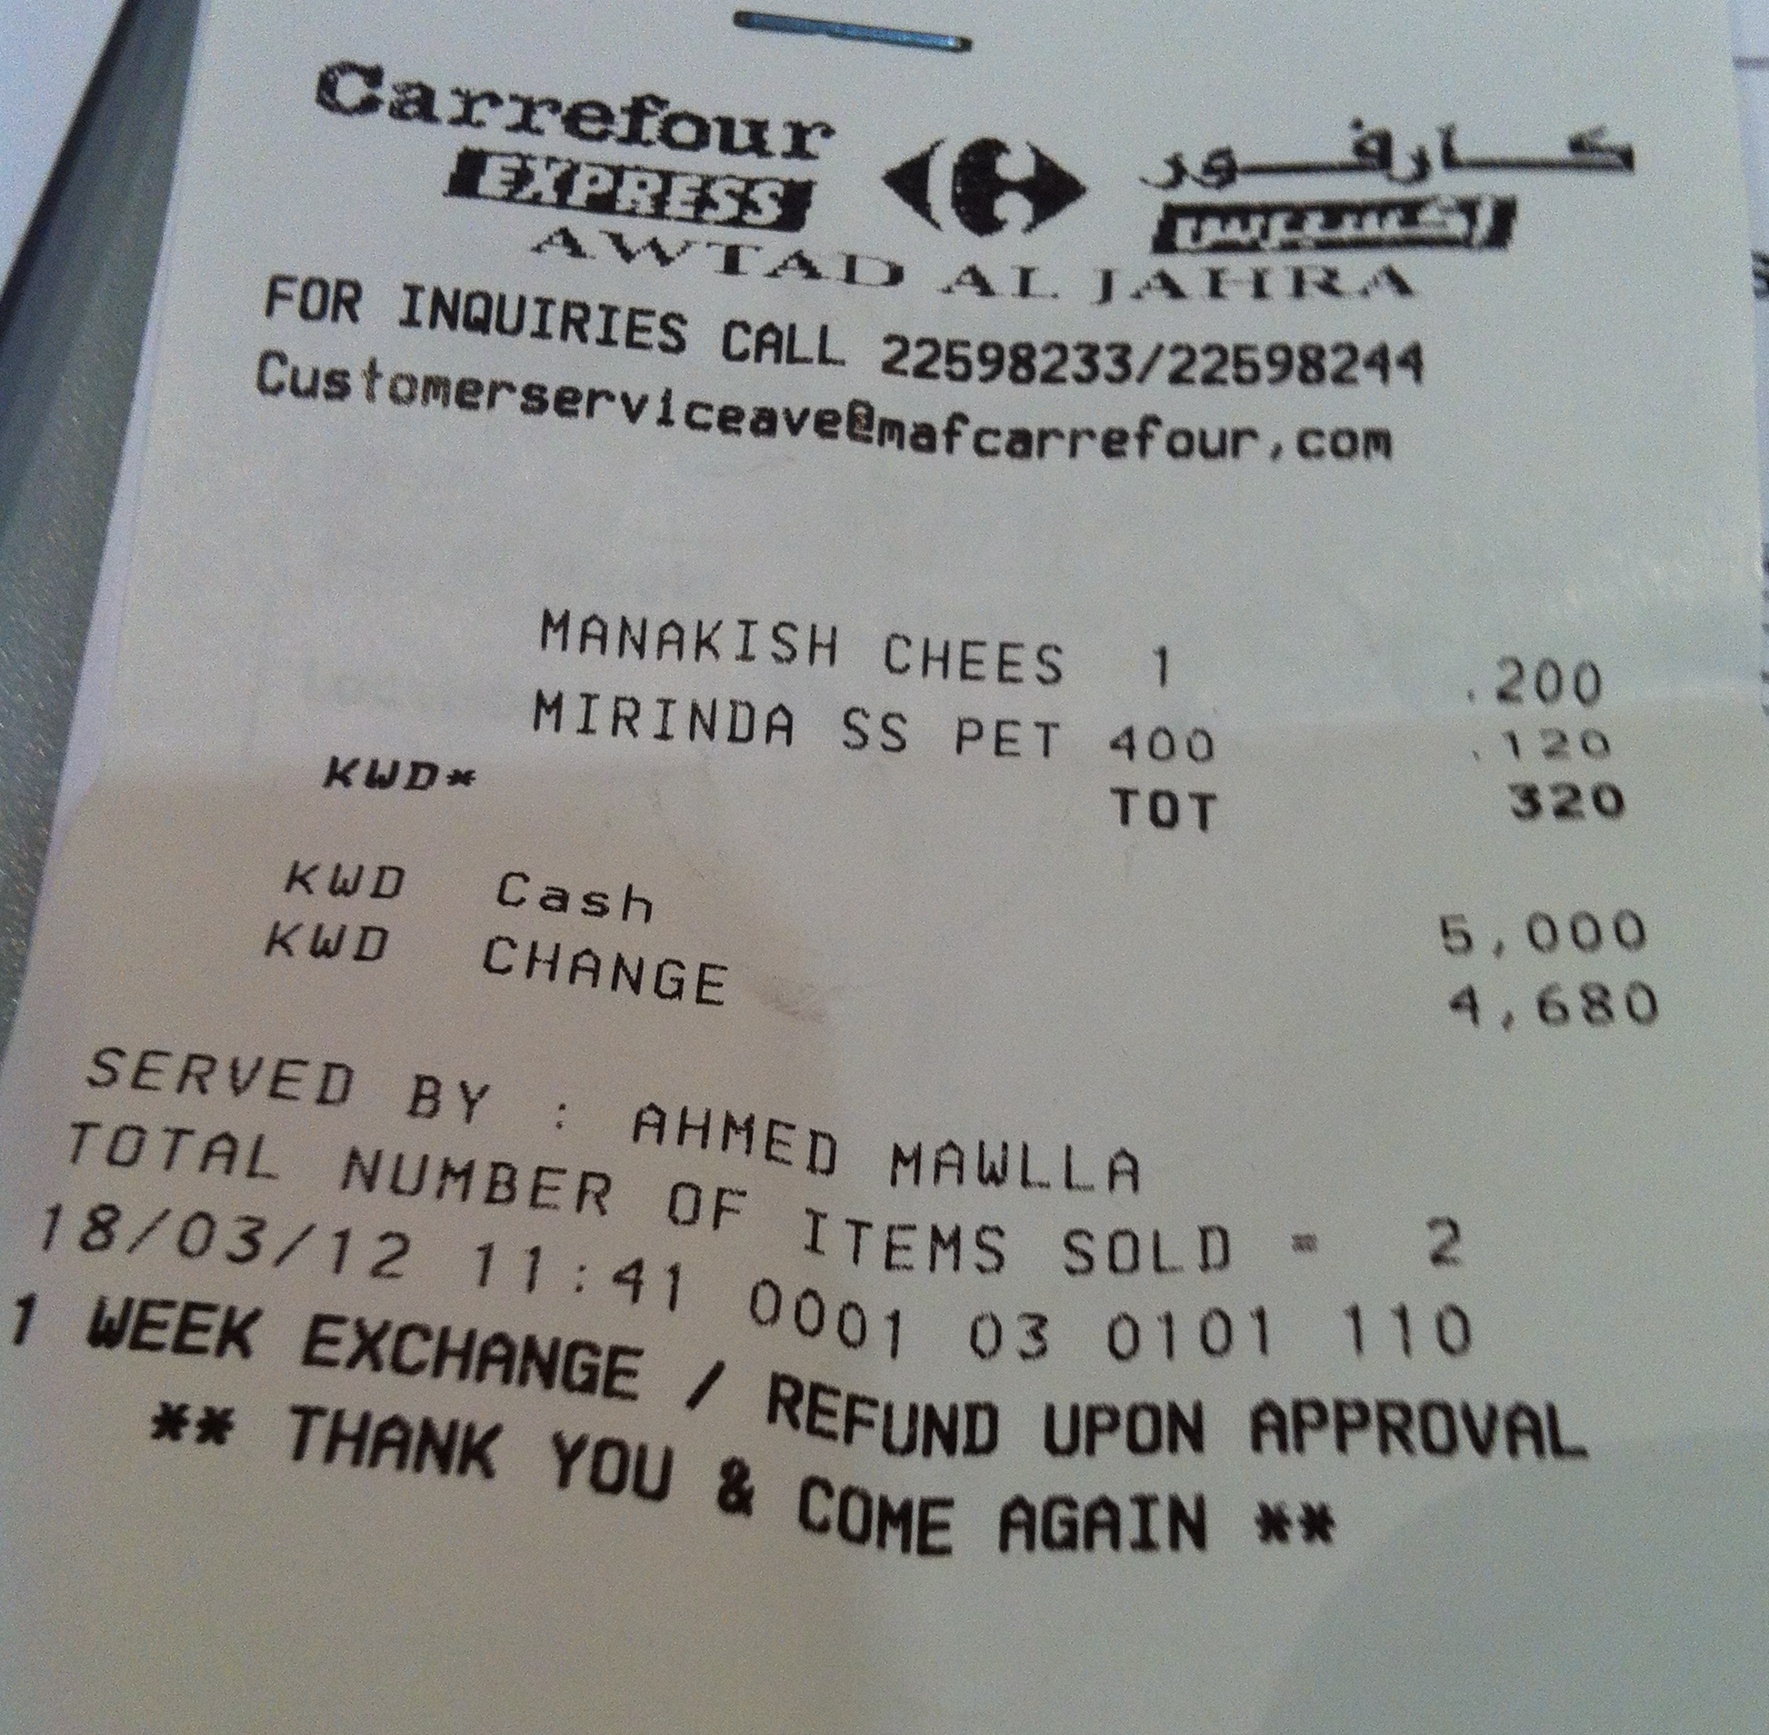 Carrefour كارفور
EXPRESS اكسبريس
AWTAD AL JAHRA
FOR INQUIRIES CALL 22598233/22598244
Customerserviceave@mafcarrefour,com
MANAKISH CHEES 1 .200
MIRINDA SS PET 400 .120
KWD* TOT 320
KWD Cash 5,000
KWD CHANGE 4,680
SERVED BY : AHMED MAWLLA
TOTAL NUMBER OF ITEMS SOLD = 2
18/03/12 11:41 0001 03 0101 110
1 WEEK EXCHANGE / REFUND UPON APPROVAL
** THANK YOU & COME AGAIN **